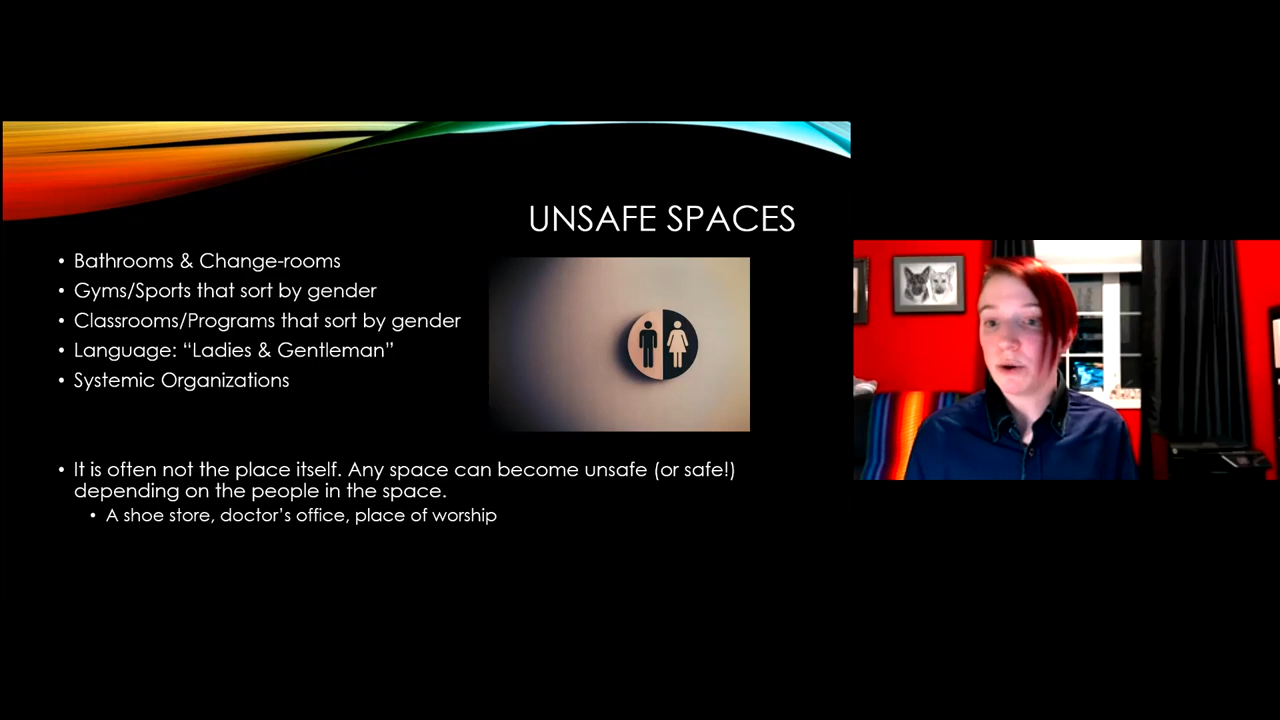 UNSAFE SPACES
• Bathrooms & Change-rooms
• Gyms/Sports that sort by gender
• Classrooms/Programs that sort by gender
• Language: “Ladies & Gentleman”
• Systemic Organizations
• It is often not the place itself. Any space can become unsafe (or safe!)
depending on the people in the space.
• A shoe store, doctor’s office, place of worship